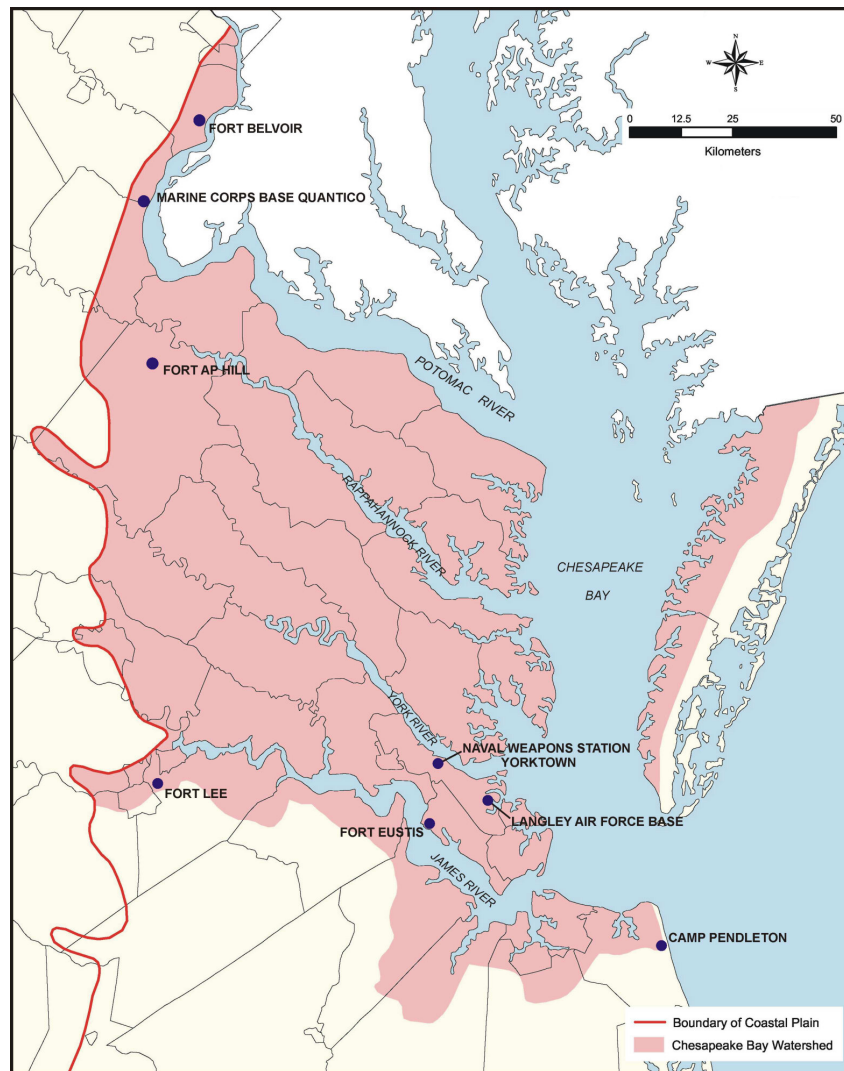 N
W E
S
0 12.5 25 50
Kilometers
FORT BELVOIR
MARINE CORPS BASE QUANTICO
FORT AP HILL
POTOMAC RIVER
RAPPAHANNOCK RIVER
CHESAPEAKE
BAY
YORK RIVER
NAVAL WEAPONS STATION
YORKTOWN
FORT LEE
LANGLEY AIR FORCE BASE
FORT EUSTIS
JAMES RIVER
CAMP PENDLETON
Boundary of Coastal Plain
Chesapeake Bay Watershed